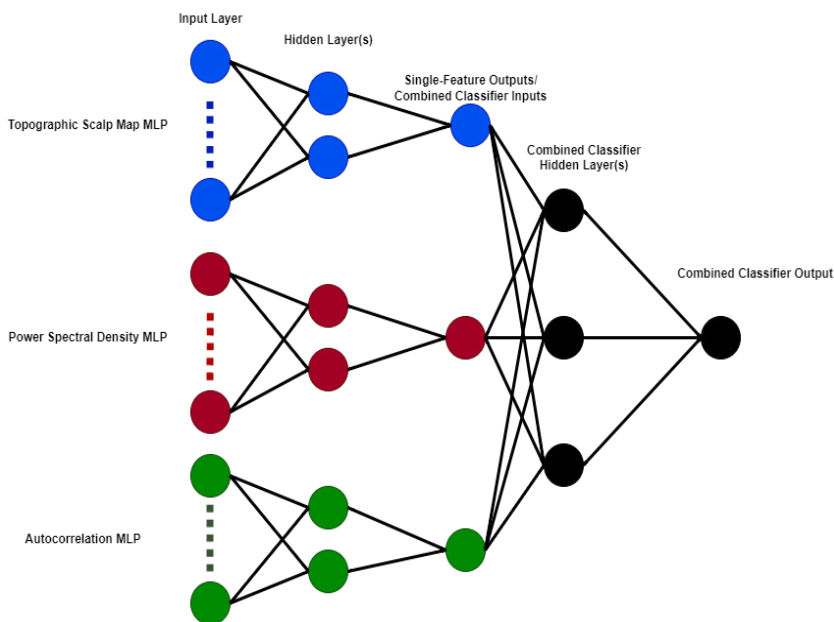 Input Layer
Hidden Layer(s)
Single-Feature Outputs/
Combined Classifier Inputs
Topographic Scalp Map MLP
Combined Classifier
Hidden Layer(s)
Combined Classifier Output
Power Spectral Density MLP
Autocorrelation MLP